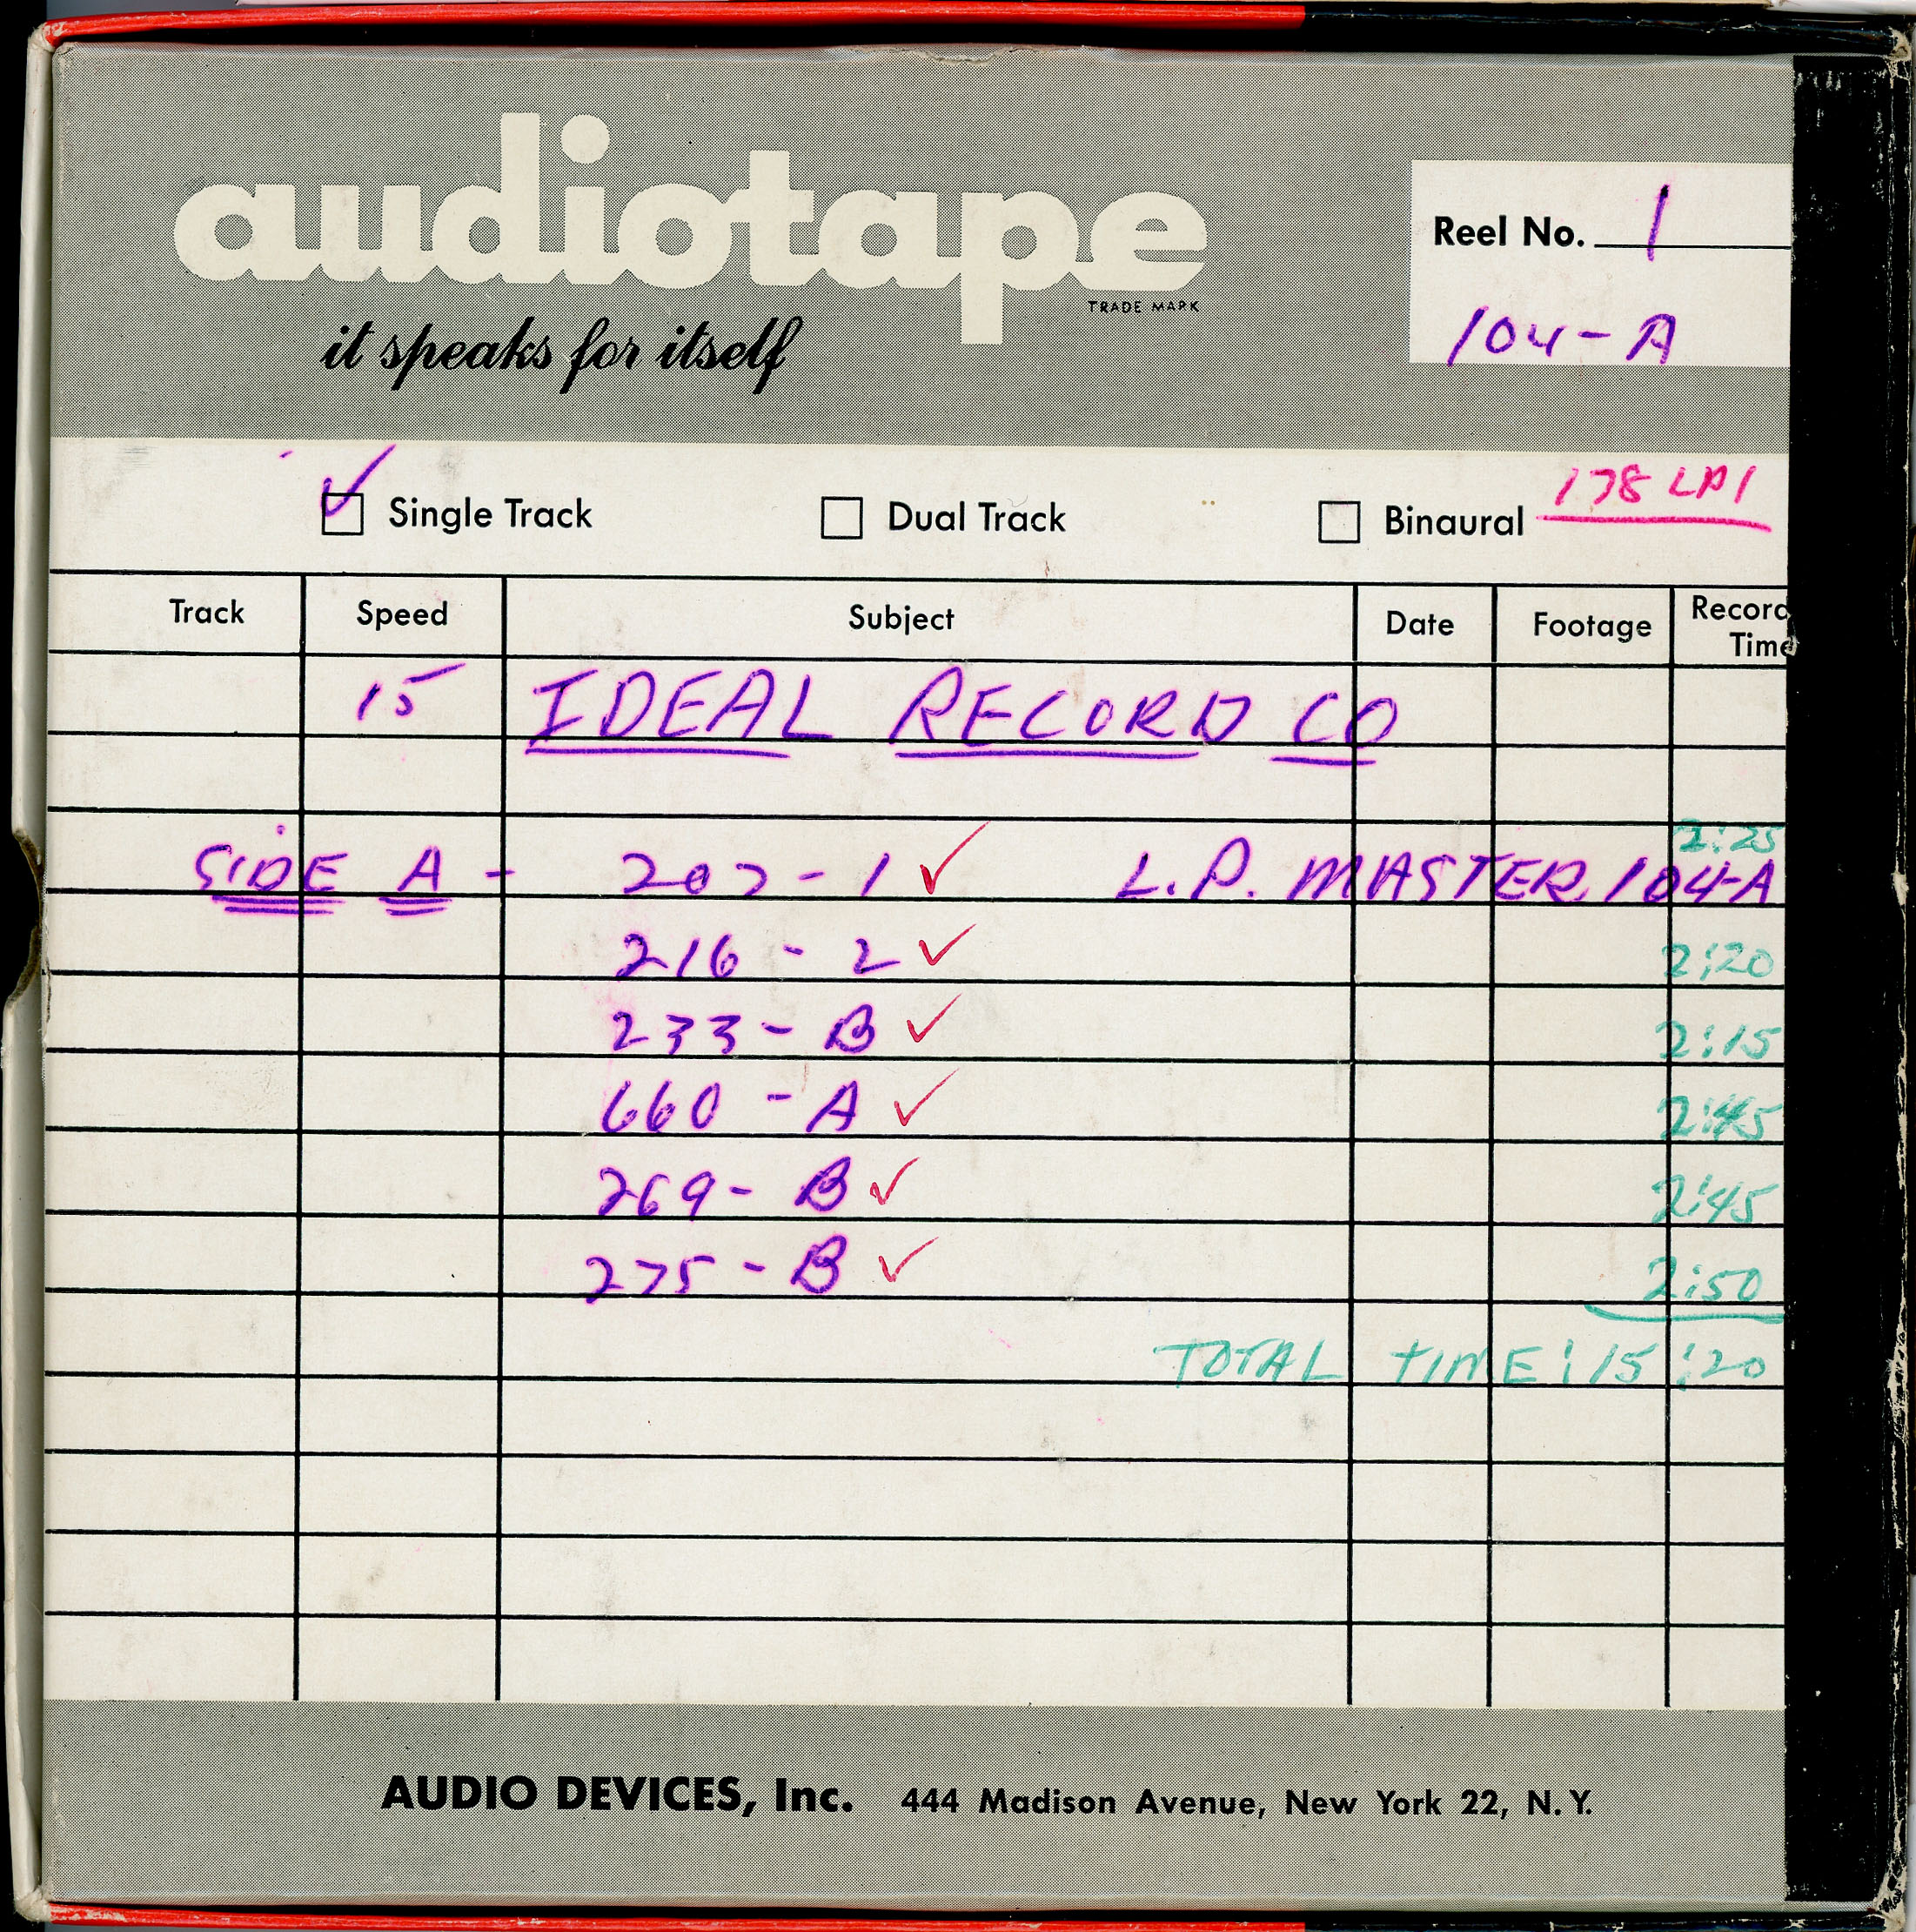 audiotape
TRADE MARK
it speaks for itself
Reel No. 1
104-A
✓ Single Track Dual Track Binaural 178 LPI
Track Speed Subject Date Footage Record Time
15 IDEAL RECORD CO
2:25
SIDE A - 207-1 ✓ L.P. MASTER 104-A
216 - 2 ✓ 2:20
233 - B ✓ 2:15
660 - A ✓ 2:45
269 - B ✓ 2:45
275 - B ✓ 2:50
TOTAL TIME: 15:20
AUDIO DEVICES, Inc. 444 Madison Avenue, New York 22, N.Y.